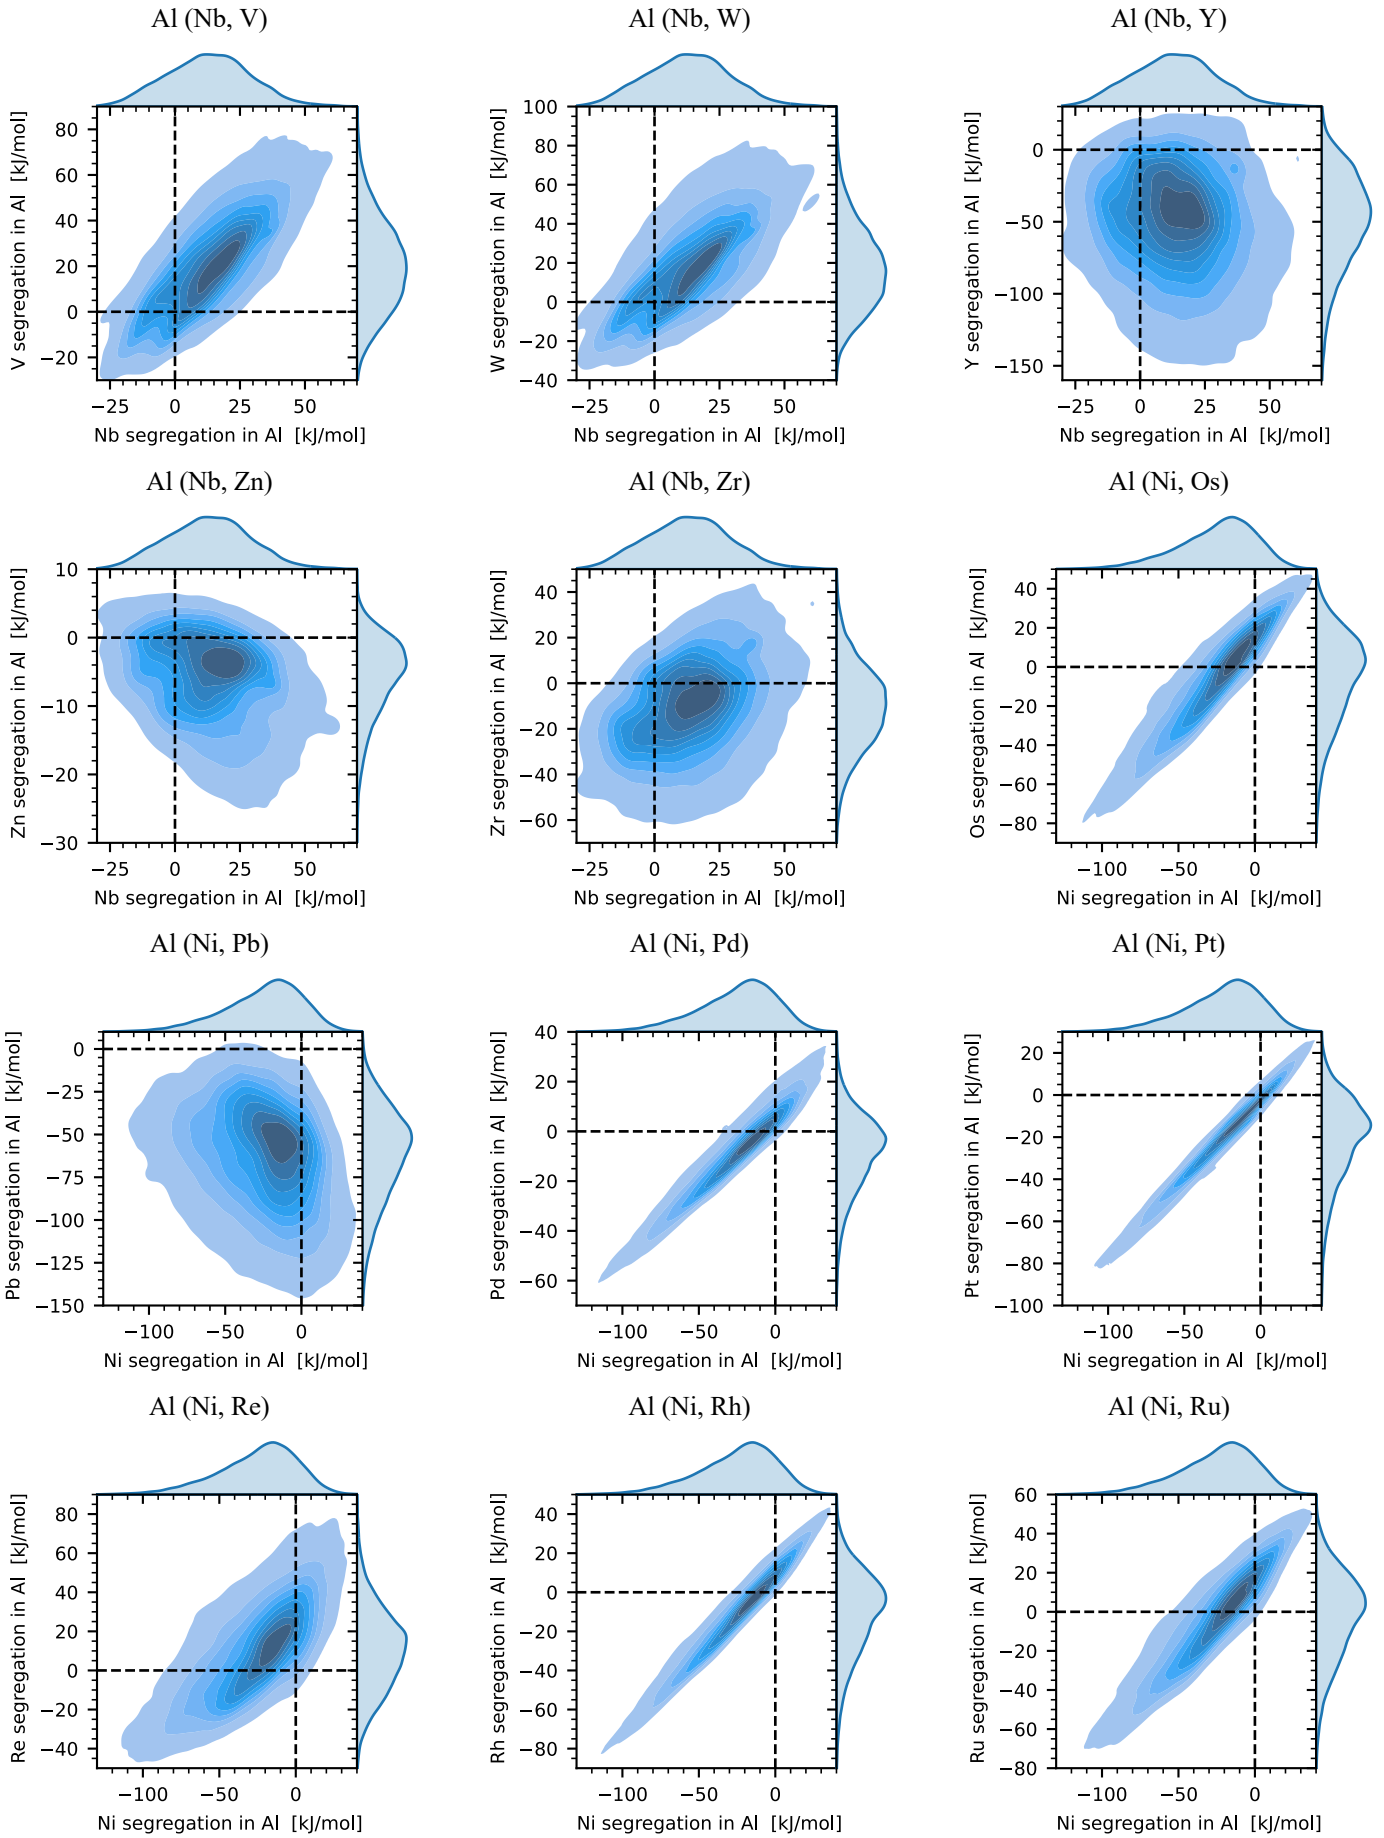 Al (Nb, V)
Al (Nb, W)
Al (Nb, Y)
V segregation in Al [kJ/mol]
80
60
40
20
0
−20
−25 0 25 50
Nb segregation in Al [kJ/mol]
W segregation in Al [kJ/mol]
100
80
60
40
20
0
−20
−40
−25 0 25 50
Nb segregation in Al [kJ/mol]
Y segregation in Al [kJ/mol]
0
−50
−100
−150
−25 0 25 50
Nb segregation in Al [kJ/mol]
Al (Nb, Zn)
Al (Nb, Zr)
Al (Ni, Os)
Zn segregation in Al [kJ/mol]
10
0
−10
−20
−30
−25 0 25 50
Nb segregation in Al [kJ/mol]
Zr segregation in Al [kJ/mol]
40
20
0
−20
−40
−60
−25 0 25 50
Nb segregation in Al [kJ/mol]
Os segregation in Al [kJ/mol]
40
20
0
−20
−40
−60
−80
−100 −50 0
Ni segregation in Al [kJ/mol]
Al (Ni, Pb)
Al (Ni, Pd)
Al (Ni, Pt)
Pb segregation in Al [kJ/mol]
0
−25
−50
−75
−100
−125
−150
−100 −50 0
Ni segregation in Al [kJ/mol]
Pd segregation in Al [kJ/mol]
40
20
0
−20
−40
−60
−100 −50 0
Ni segregation in Al [kJ/mol]
Pt segregation in Al [kJ/mol]
20
0
−20
−40
−60
−80
−100
−100 −50 0
Ni segregation in Al [kJ/mol]
Al (Ni, Re)
Al (Ni, Rh)
Al (Ni, Ru)
Re segregation in Al [kJ/mol]
80
60
40
20
0
−20
−40
−100 −50 0
Ni segregation in Al [kJ/mol]
Rh segregation in Al [kJ/mol]
40
20
0
−20
−40
−60
−80
−100 −50 0
Ni segregation in Al [kJ/mol]
Ru segregation in Al [kJ/mol]
60
40
20
0
−20
−40
−60
−80
−100 −50 0
Ni segregation in Al [kJ/mol]